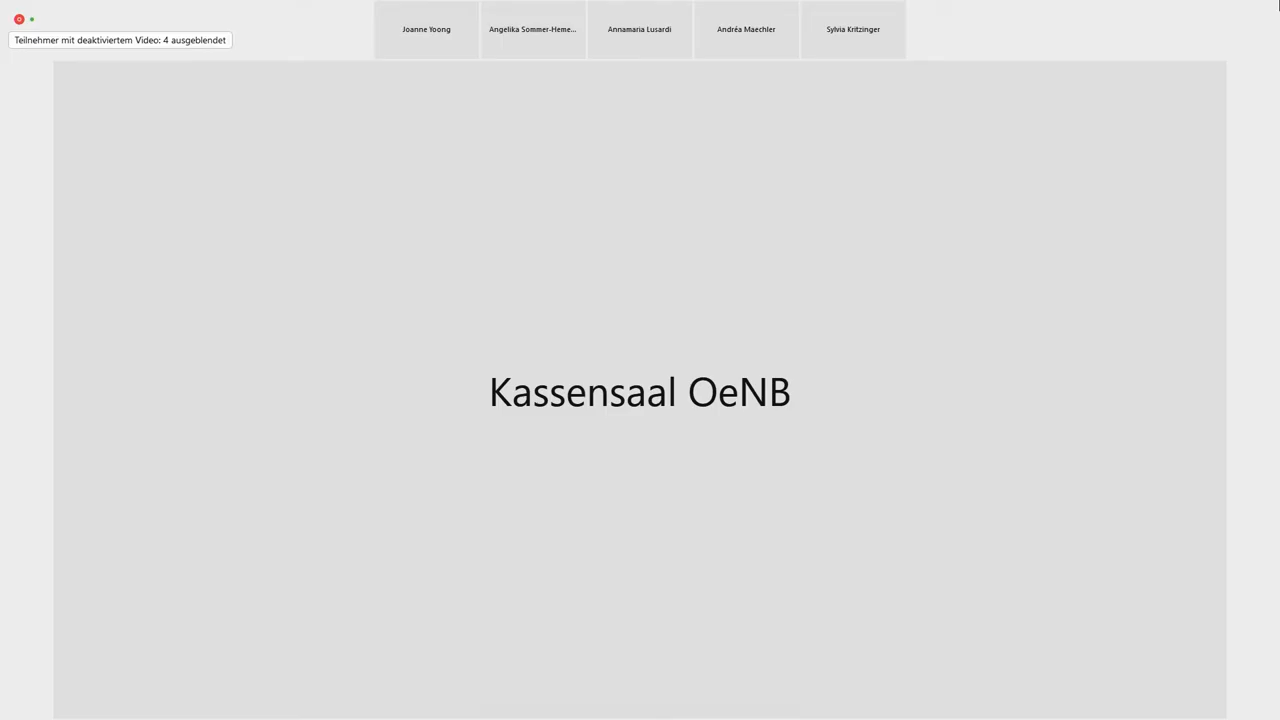 Teilnehmer mit deaktiviertem Video: 4 ausgeblendet
Joanne Yoong
Angelika Sommer-Heme...
Annamaria Lusardi
Andréa Maechler
Sylvia Kritzinger
Kassensaal OeNB